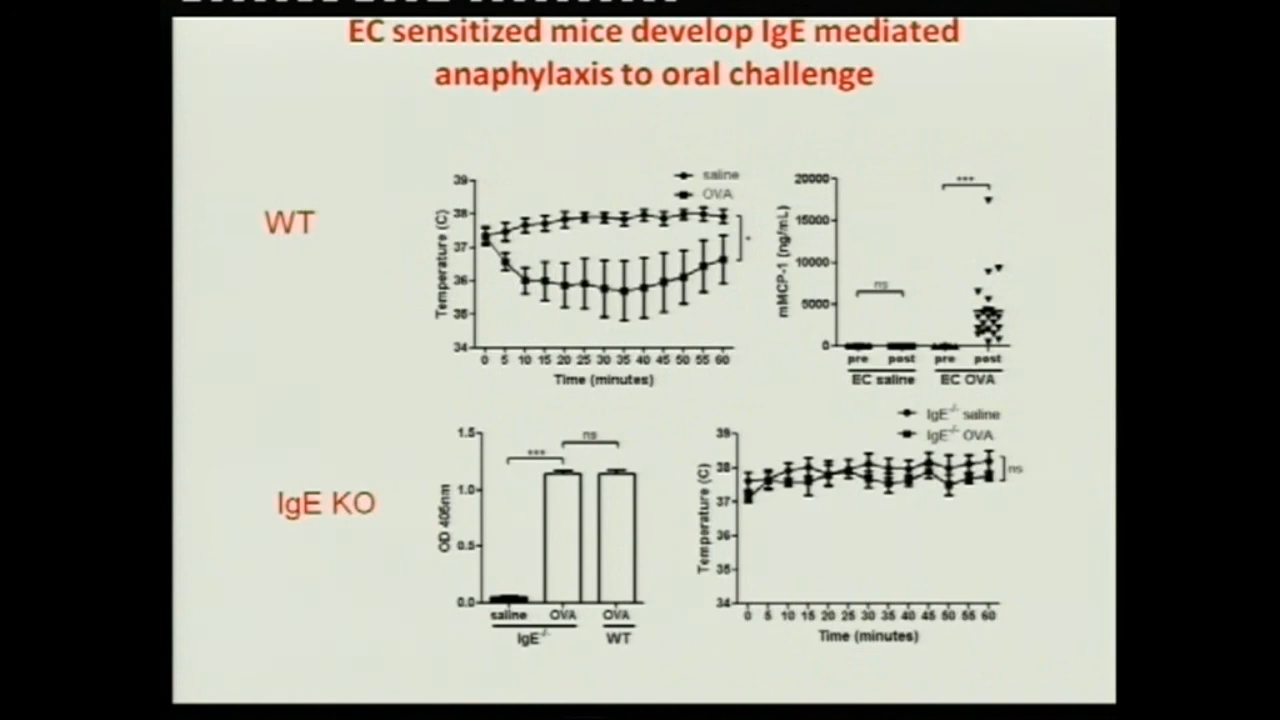 EC sensitized mice develop IgE mediated
anaphylaxis to oral challenge
WT
saline
OVA
39
38
37
36
35
34
Temperature (C)
0 5 10 15 20 25 30 35 40 45 50 55 60
Time (minutes)
*
20000
15000
10000
5000
0
mMCP-1 (ng/mL)
ns
***
pre post pre post
EC saline EC OVA
IgE KO
1.5
1.0
0.5
0.0
OD 405nm
***
ns
saline OVA OVA
IgE-/- WT
IgE-/- saline
IgE-/- OVA
39
38
37
36
35
34
Temperature (C)
ns
0 5 10 15 20 25 30 35 40 45 50 55 60
Time (minutes)